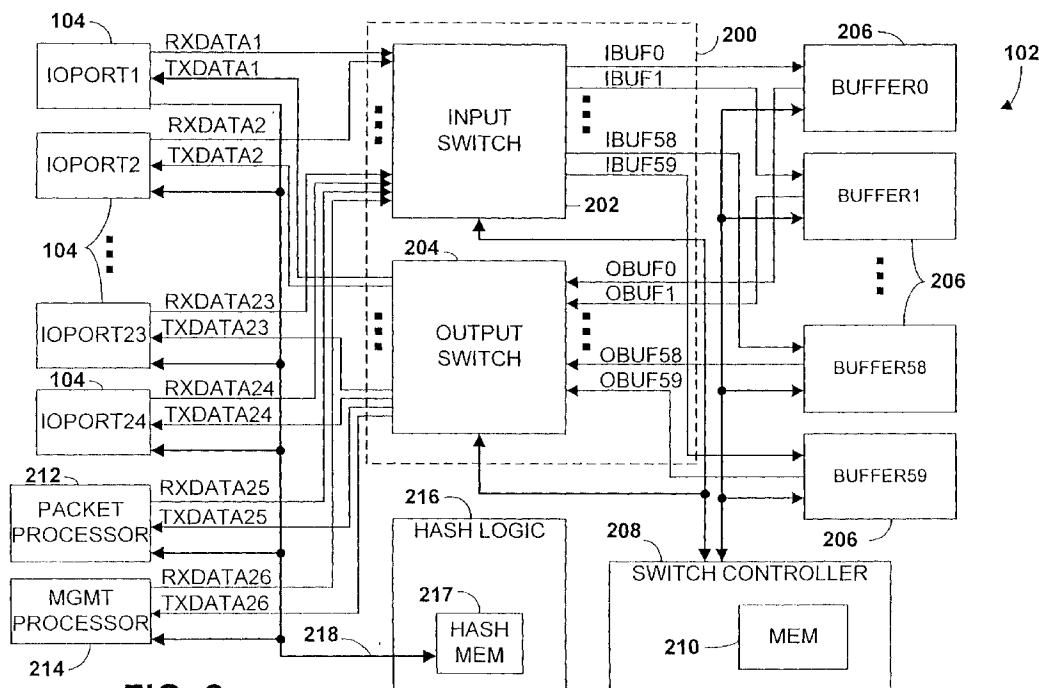 104
RXDATA1
TXDATA1
IOPORT1
RXDATA2
TXDATA2
IOPORT2
104
RXDATA23
TXDATA23
IOPORT23
104
RXDATA24
TXDATA24
IOPORT24
212
RXDATA25
TXDATA25
PACKET
PROCESSOR
RXDATA26
TXDATA26
MGMT
PROCESSOR
214
218
200
INPUT
SWITCH
202
204
OUTPUT
SWITCH
IBUF0
IBUF1
IBUF58
IBUF59
OBUF0
OBUF1
OBUF58
OBUF59
206
102
BUFFER0
BUFFER1
206
BUFFER58
BUFFER59
206
216
HASH LOGIC
217
HASH
MEM
208
SWITCH CONTROLLER
210
MEM